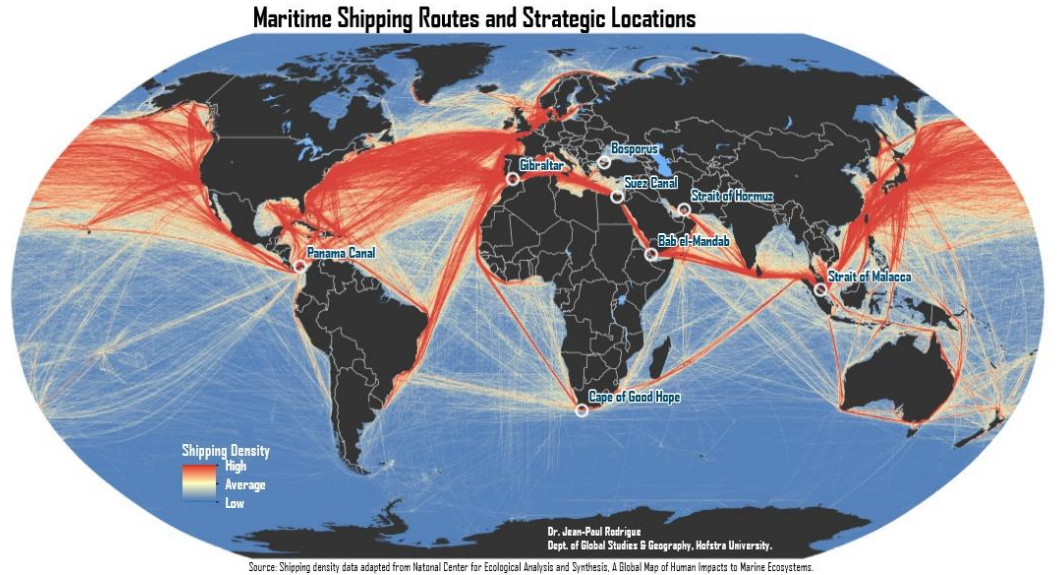 Maritime Shipping Routes and Strategic Locations
Bosporus
Gibraltar
Suez Canal
Strait of Hormuz
Bab el-Mandab
Panama Canal
Strait of Malacca
Cape of Good Hope
Shipping Density
High
Average
Low
Dr. Jean-Paul Rodrigue
Dept. of Global Studies & Geography, Hofstra University.
Source: Shipping density data adapted from Natonal Center for Ecological Analysis and Synthesis, A Global Map of Human Impacts to Marine Ecosystems.